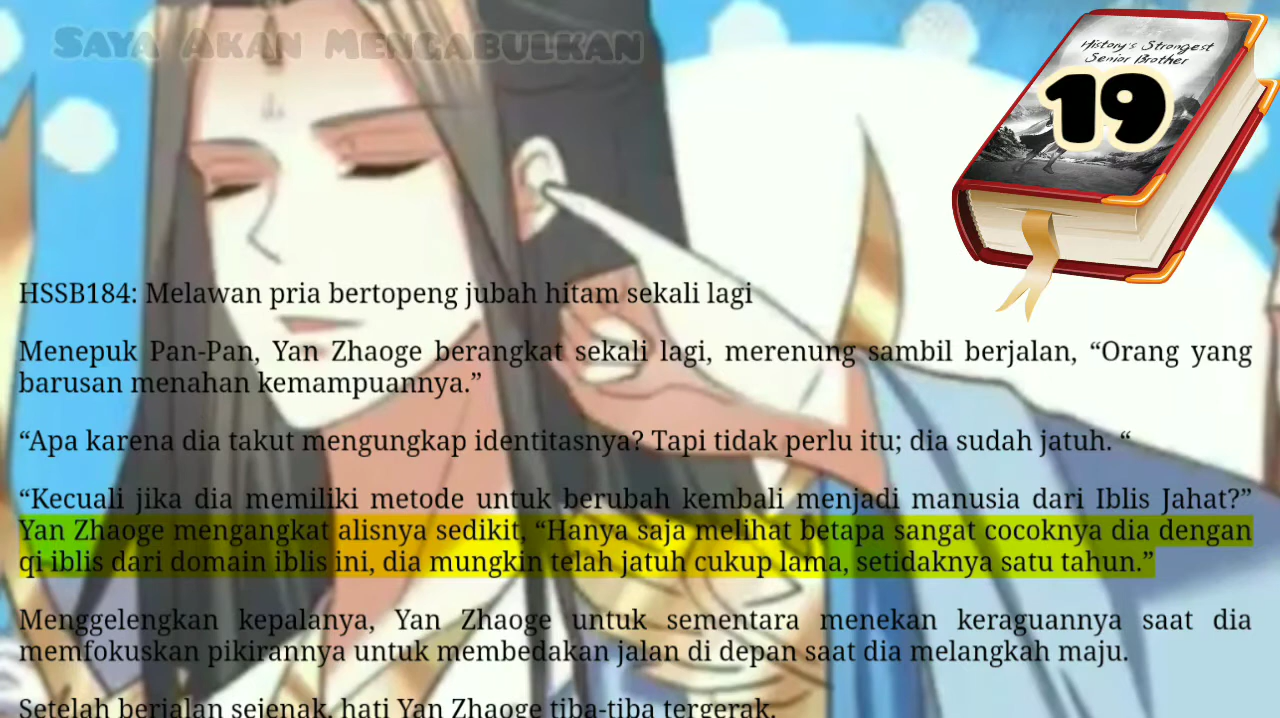 SAYA AKAN MENGABULKAN
History's Strongest
Senior Brother
19
HSSB184: Melawan pria bertopeng jubah hitam sekali lagi
Menepuk Pan-Pan, Yan Zhaoge berangkat sekali lagi, merenung sambil berjalan, “Orang yang
barusan menahan kemampuannya.”
“Apa karena dia takut mengungkap identitasnya? Tapi tidak perlu itu; dia sudah jatuh. “
“Kecuali jika dia memiliki metode untuk berubah kembali menjadi manusia dari Iblis Jahat?”
Yan Zhaoge mengangkat alisnya sedikit, “Hanya saja melihat betapa sangat cocoknya dia dengan
qi iblis dari domain iblis ini, dia mungkin telah jatuh cukup lama, setidaknya satu tahun.”
Menggelengkan kepalanya, Yan Zhaoge untuk sementara menekan keraguannya saat dia
memfokuskan pikirannya untuk membedakan jalan di depan saat dia melangkah maju.
Setelah berjalan sejenak, hati Yan Zhaoge tiba-tiba tergerak.